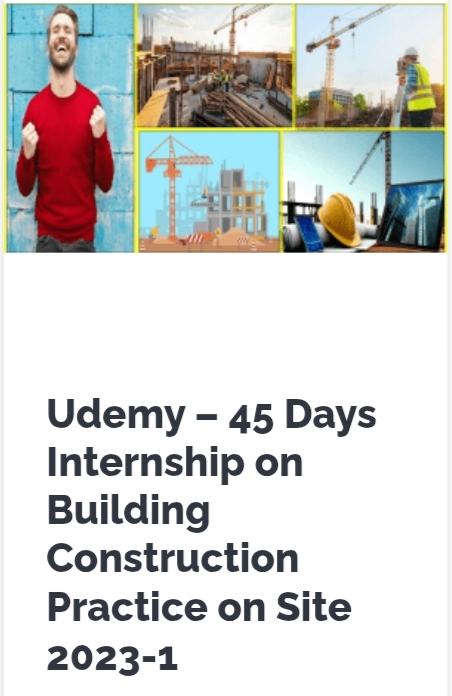 Udemy – 45 Days
Internship on
Building
Construction
Practice on Site
2023-1